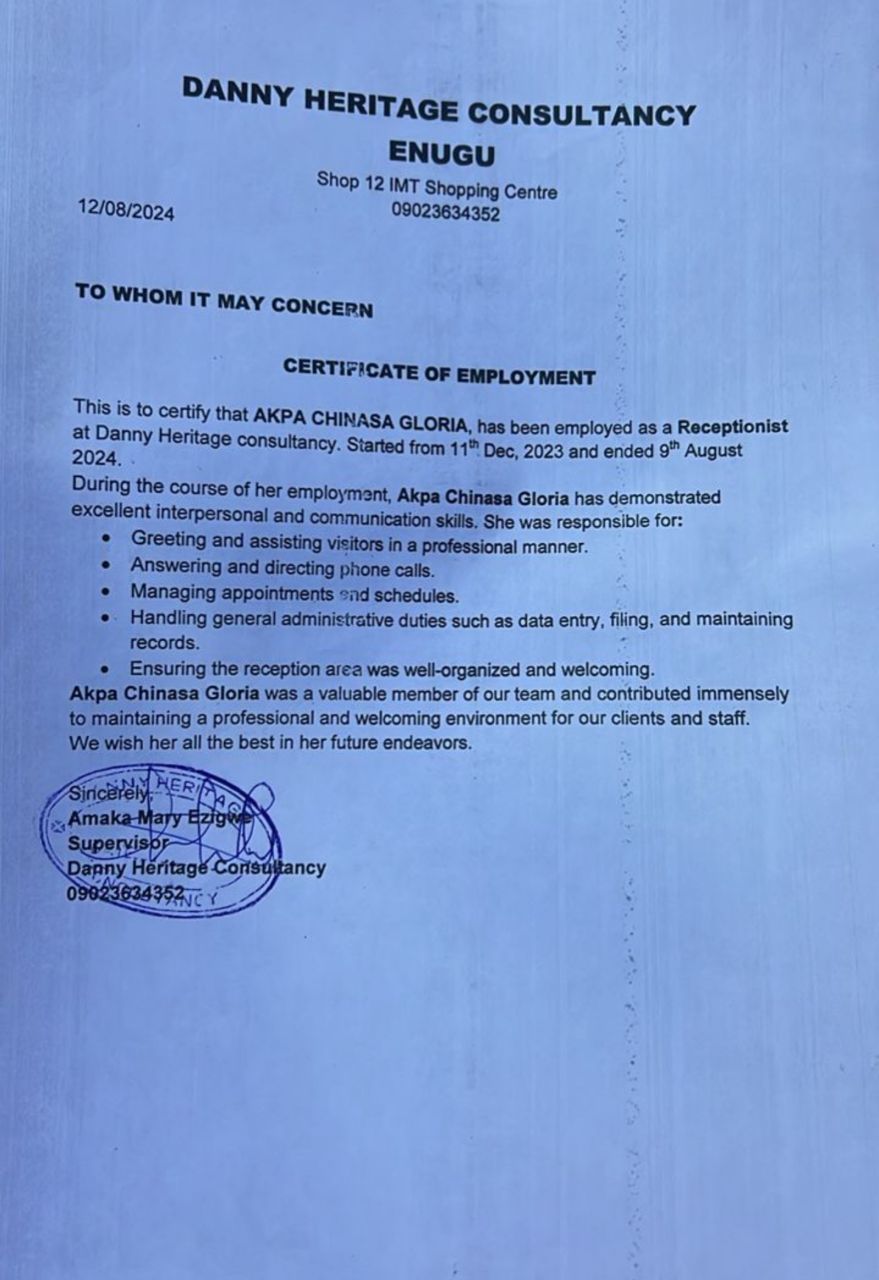 DANNY HERITAGE CONSULTANCY
ENUGU
Shop 12 IMT Shopping Centre
09023634352
12/08/2024
TO WHOM IT MAY CONCERN
CERTIFICATE OF EMPLOYMENT
This is to certify that AKPA CHINASA GLORIA, has been employed as a Receptionist
at Danny Heritage consultancy. Started from 11th Dec, 2023 and ended 9th August
2024.
During the course of her employment, Akpa Chinasa Gloria has demonstrated
excellent interpersonal and communication skills. She was responsible for:
• Greeting and assisting visitors in a professional manner.
• Answering and directing phone calls.
• Managing appointments and schedules.
• Handling general administrative duties such as data entry, filing, and maintaining
records.
• Ensuring the reception area was well-organized and welcoming.
Akpa Chinasa Gloria was a valuable member of our team and contributed immensely
to maintaining a professional and welcoming environment for our clients and staff.
We wish her all the best in her future endeavors.
Sincerely,
Amaka Mary Ezigwe
Supervisor
Danny Heritage Consultancy
09023634352